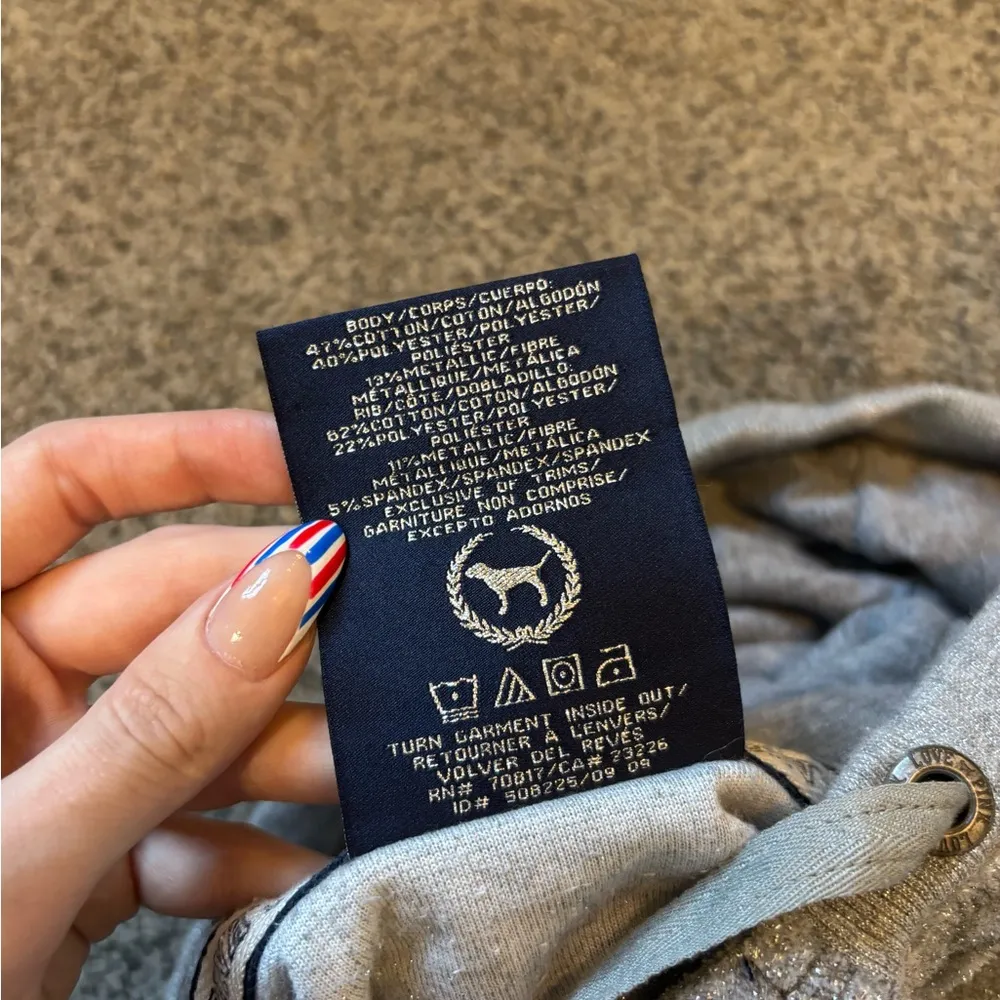 BODY/CORPS/CUERPO:
47%COTTON/COTON/ALGODÓN
40%POLYESTER/POLYESTER/
POLIÉSTER
13%METALLIC/FIBRE
MÉTALLIQUE/METÁLICA
RIB/CÔTE/DOBLADILLO:
62%COTTON/COTON/ALGODÓN
22%POLYESTER/POLYESTER/
POLIÉSTER
11%METALLIC/FIBRE
MÉTALLIQUE/METÁLICA
5%SPANDEX/SPANDEX/SPANDEX
EXCLUSIVE OF TRIMS/
GARNITURE NON COMPRISE/
EXCEPTO ADORNOS
TURN GARMENT INSIDE OUT/
RETOURNER À L'ENVERS/
VOLVER DEL REVÉS
RN# 70817/CA# 23226
ID# 508225/09 09
LOVE PINK LOVE